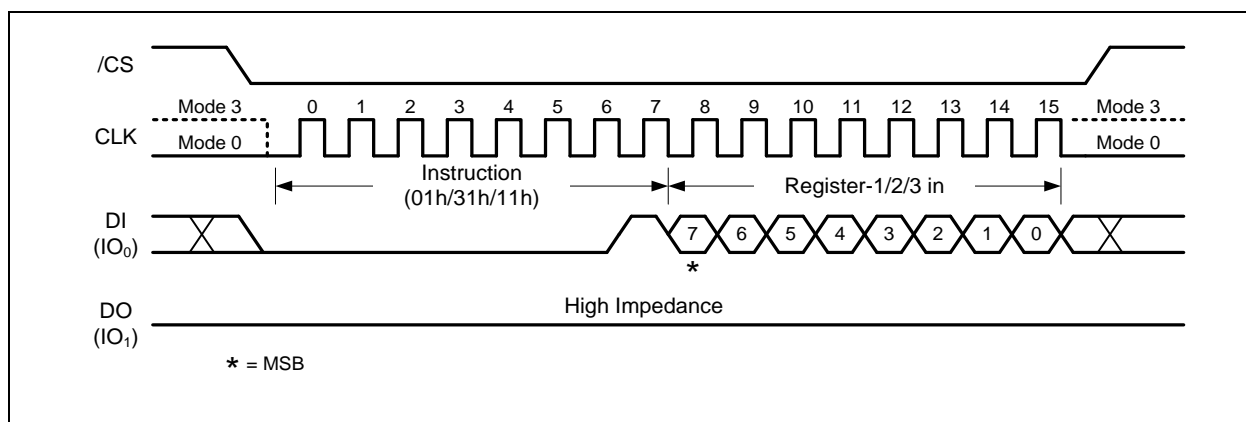 /CS
Mode 3 0 1 2 3 4 5 6 7 8 9 10 11 12 13 14 15 Mode 3
CLK
Mode 0 Mode 0
Instruction
(01h/31h/11h)
Register-1/2/3 in
DI
(IO₀)
7 6 5 4 3 2 1 0
*
High Impedance
DO
(IO₁)
* = MSB